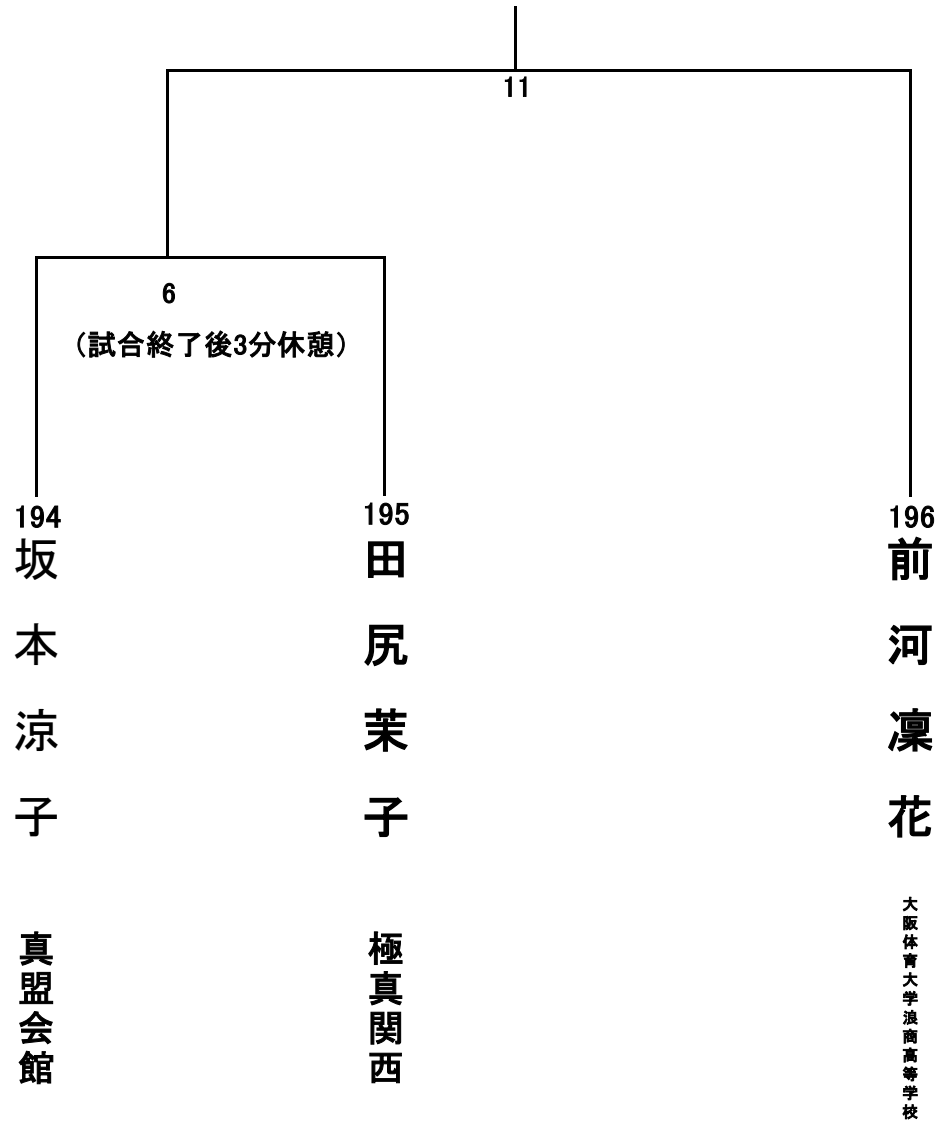 11
6
（試合終了後3分休憩）
194
坂本涼子
真盟会館
195
田尻茉子
極真関西
196
前河凜花
大阪体育大学浪商高等学校